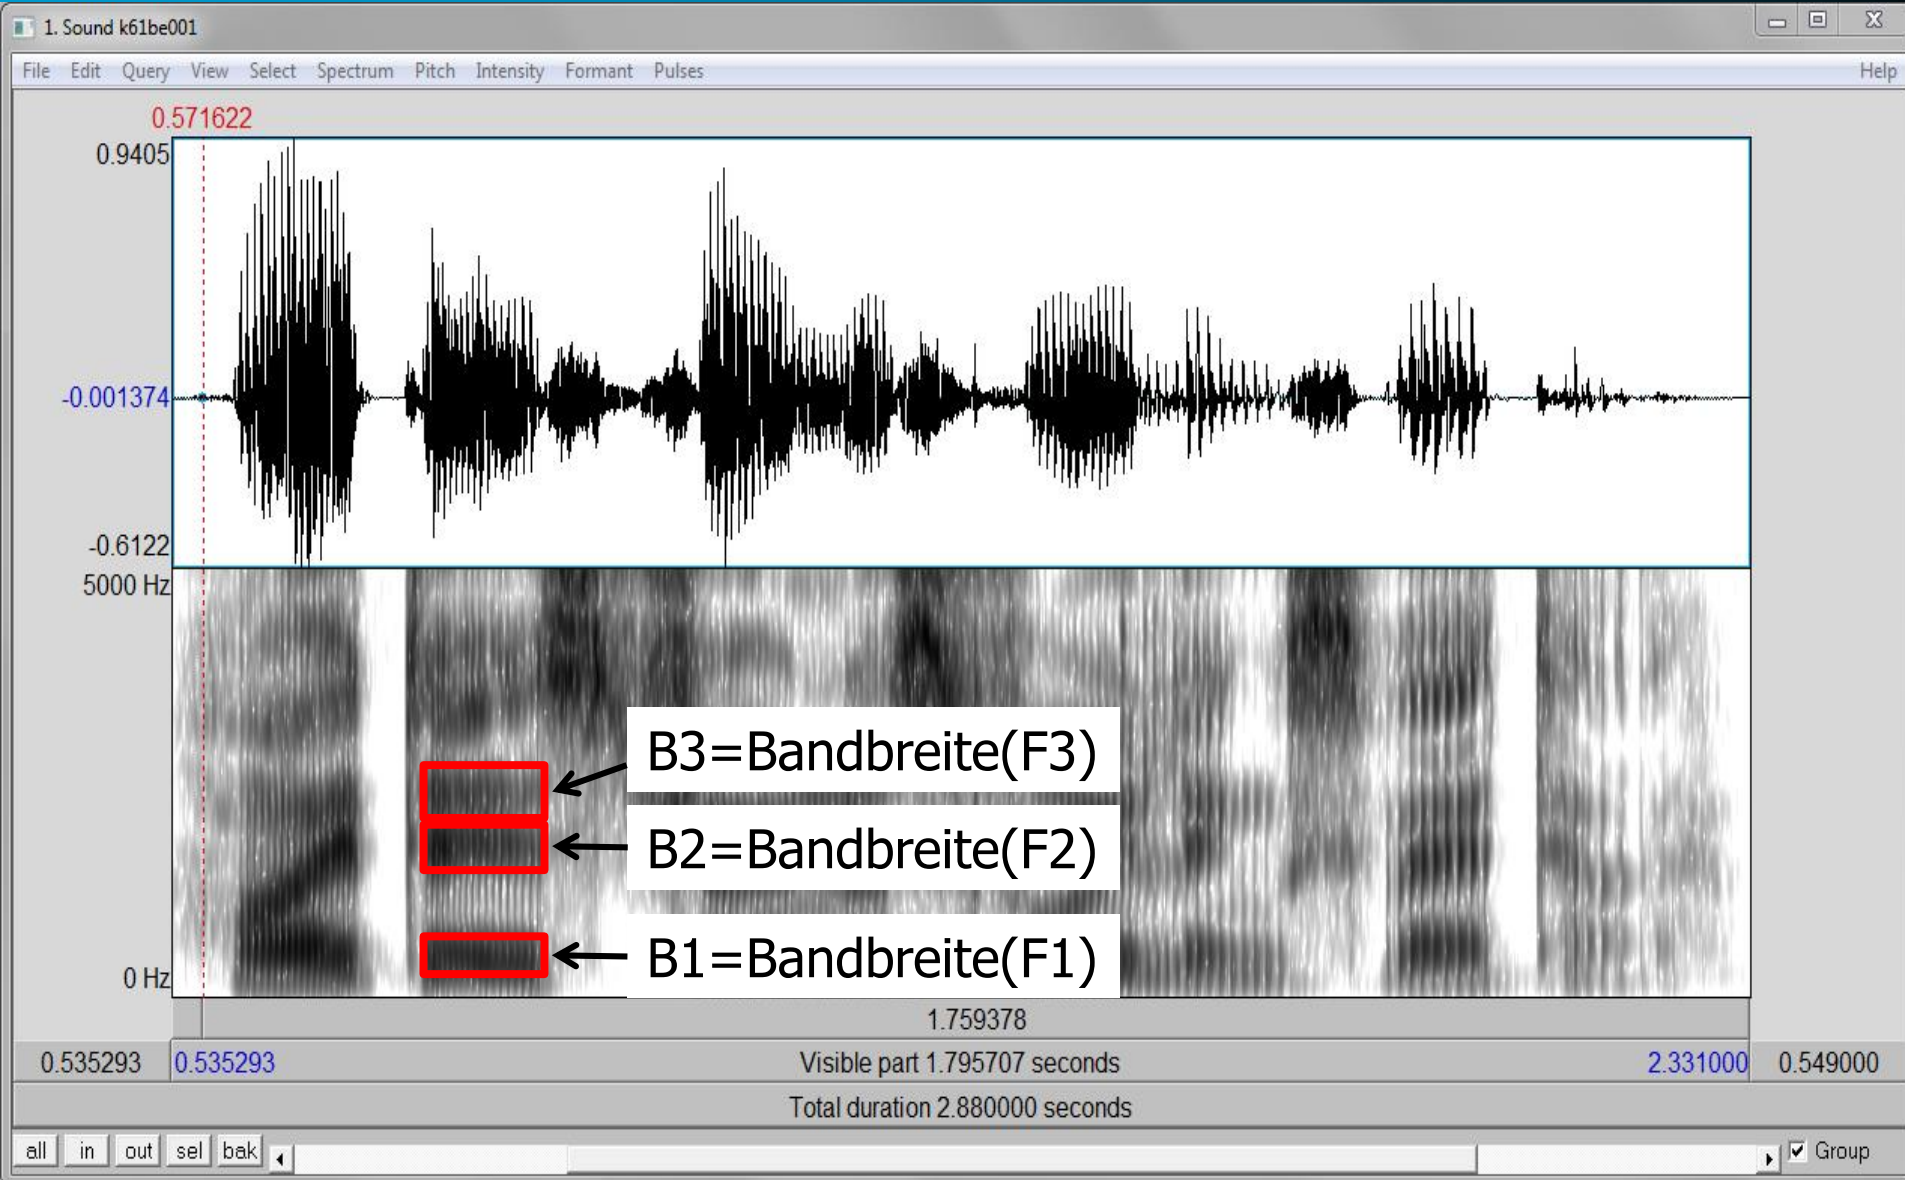 1. Sound k61be001
File Edit Query View Select Spectrum Pitch Intensity Formant Pulses Help
0.571622
0.9405
-0.001374
-0.6122
5000 Hz
B3=Bandbreite(F3)
B2=Bandbreite(F2)
B1=Bandbreite(F1)
0 Hz
1.759378
0.535293 0.535293 Visible part 1.795707 seconds 2.331000 0.549000
Total duration 2.880000 seconds
all in out sel bak Group